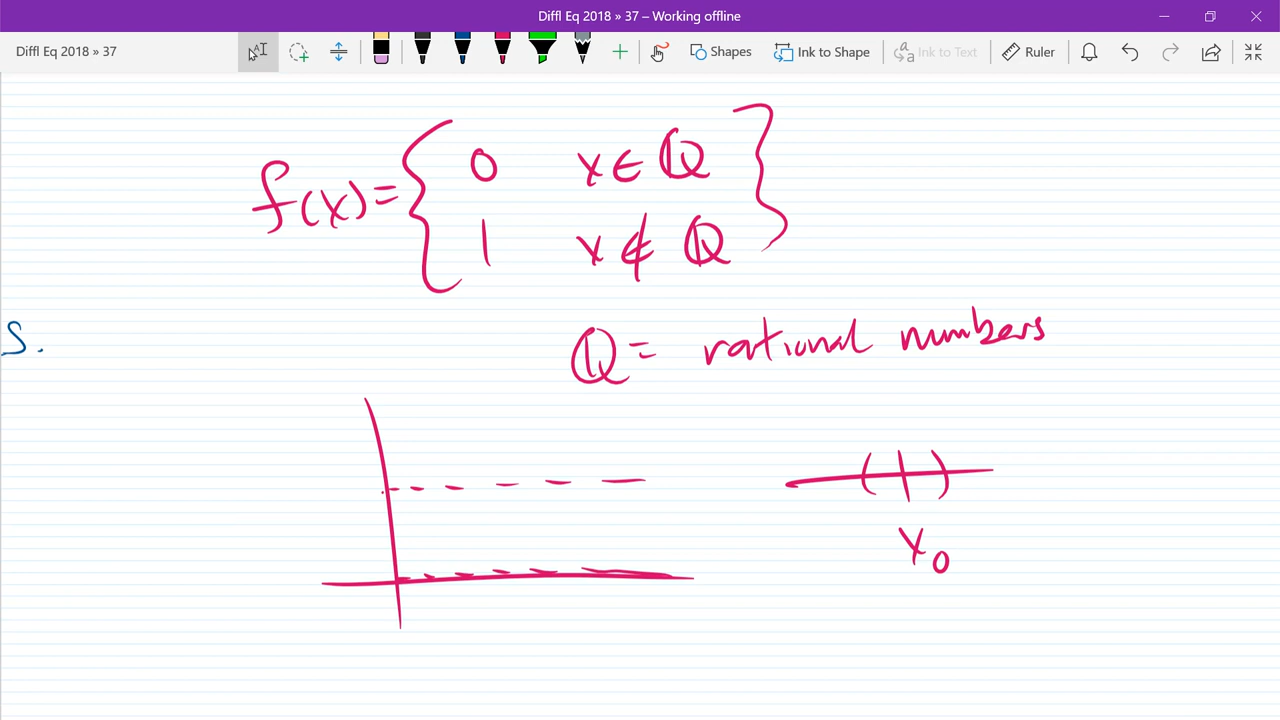 Diffl Eq 2018 » 37 – Working offline
Diffl Eq 2018 » 37
Shapes
Ink to Shape
Ink to Text
Ruler
f(x) = { 0 x ∈ ℚ
1 x ∉ ℚ }
S.
ℚ = rational numbers
( | )
x₀